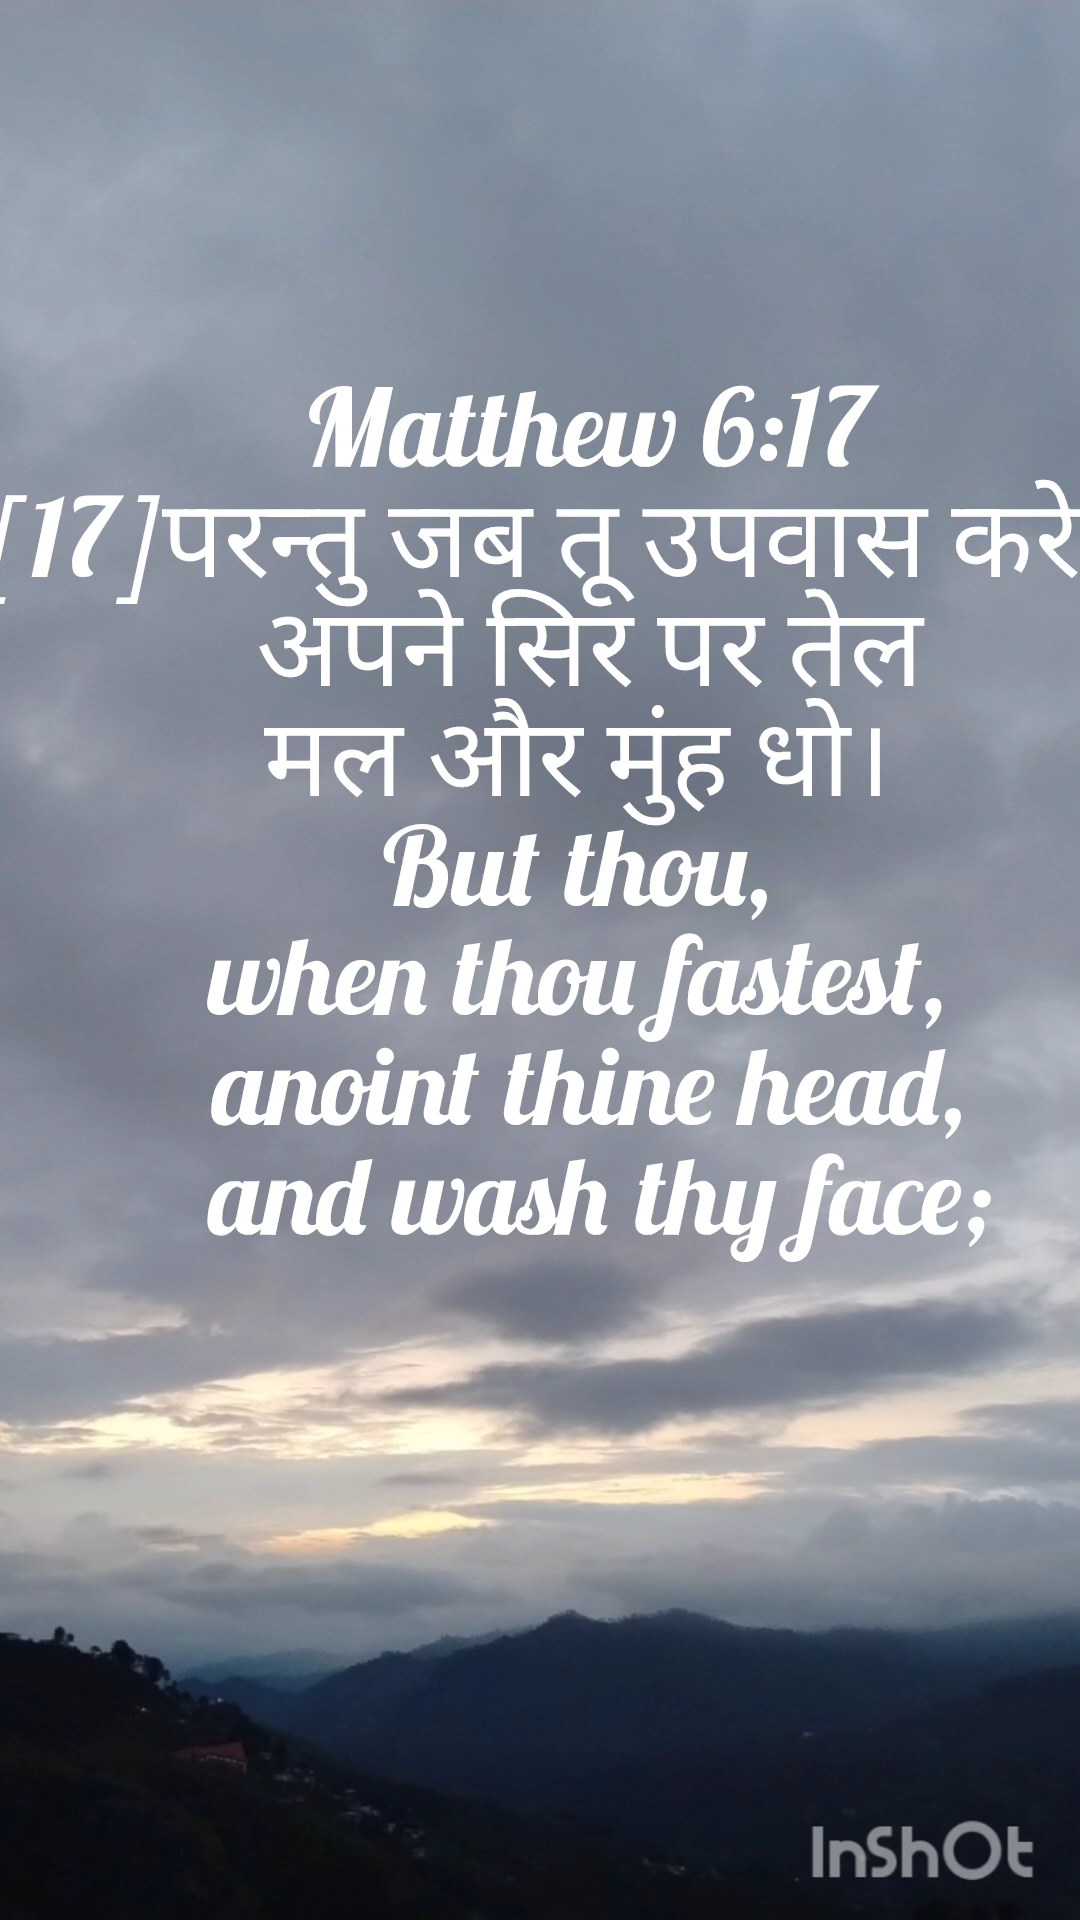 Matthew 6:17
[17]परन्तु जब तू उपवास करे
अपने सिर पर तेल
मल और मुंह धो।
But thou,
when thou fastest,
anoint thine head,
and wash thy face;
InShOt